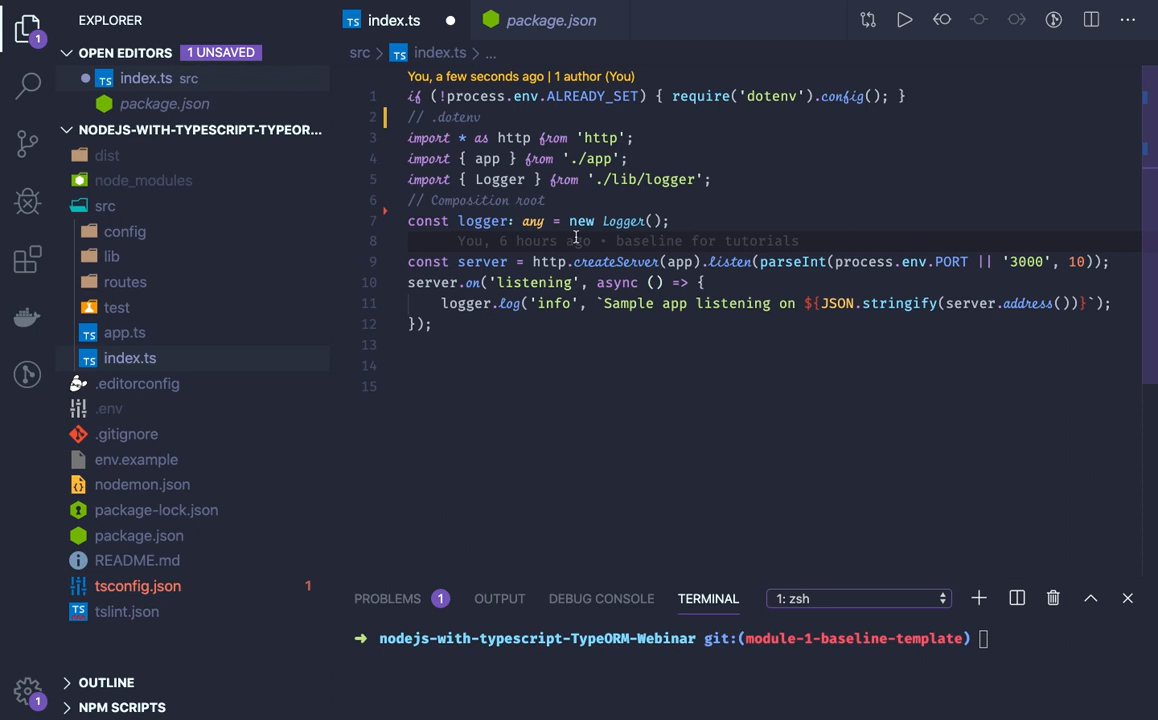 EXPLORER
OPEN EDITORS 1 UNSAVED
TS index.ts src
package.json
NODEJS-WITH-TYPESCRIPT-TYPEOR...
dist
node_modules
src
config
lib
routes
test
TS app.ts
TS index.ts
.editorconfig
.env
.gitignore
env.example
nodemon.json
package-lock.json
package.json
README.md
tsconfig.json 1
TS tslint.json
OUTLINE
NPM SCRIPTS
1
1
TS index.ts
package.json
src > TS index.ts > ...
You, a few seconds ago | 1 author (You)
1 if (!process.env.ALREADY_SET) { require('dotenv').config(); }
2 // .dotenv
3 import * as http from 'http';
4 import { app } from './app';
5 import { Logger } from './lib/logger';
6 // Composition root
7 const logger: any = new Logger();
8 You, 6 hours ago • baseline for tutorials
9 const server = http.createServer(app).listen(parseInt(process.env.PORT || '3000', 10));
10 server.on('listening', async () => {
11 logger.log('info', `Sample app listening on ${JSON.stringify(server.address())}`);
12 });
13
14
15
PROBLEMS 1 OUTPUT DEBUG CONSOLE TERMINAL 1: zsh
➜ nodejs-with-typescript-TypeORM-Webinar git:(module-1-baseline-template)